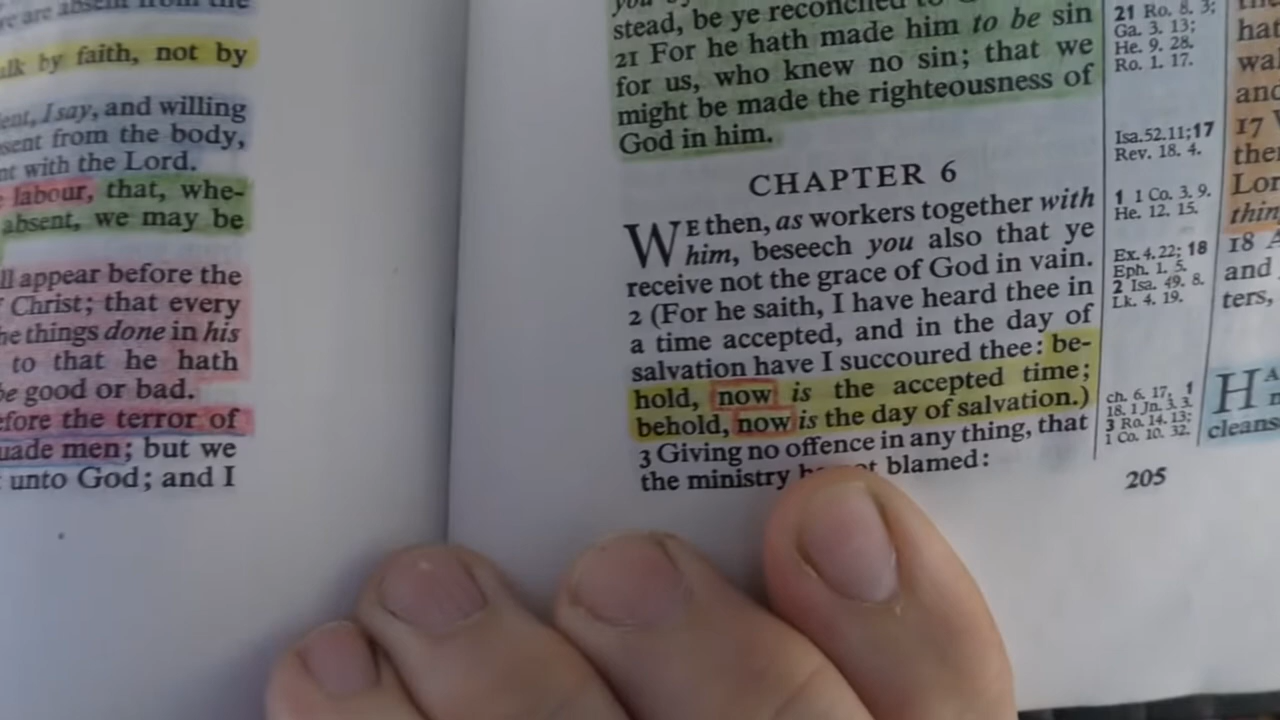 are absent from the
by faith, not by
I say, and willing
from the body,
with the Lord.
labour, that, whe-
absent, we may be
appear before the
Christ; that every
things done in his
to that he hath
good or bad.
the terror of
men; but we
unto God; and I
stead, be ye reconciled to
21 For he hath made him to be sin
for us, who knew no sin; that we
might be made the righteousness of
God in him.
CHAPTER 6
WE then, as workers together with
him, beseech you also that ye
receive not the grace of God in vain.
2 (For he saith, I have heard thee in
a time accepted, and in the day of
salvation have I succoured thee: be-
hold, now is the accepted time;
behold, now is the day of salvation.)
3 Giving no offence in any thing, that
the ministry blamed:
21 Ro. 8. 3;
Ga. 3. 13;
He. 9. 28.
Ro. 1. 17.
Isa.52.11;17
Rev. 18. 4.
1 1 Co. 3. 9.
He. 12. 15.
Ex. 4.22; 18
Eph. 1. 5.
2 Isa. 49. 8.
Lk. 4. 19.
ch. 6. 17, 1
18. 1 Jn. 3. 3.
3 Ro. 14. 13;
1 Co. 10. 32.
205
and
17
18
and
ters,
cleans